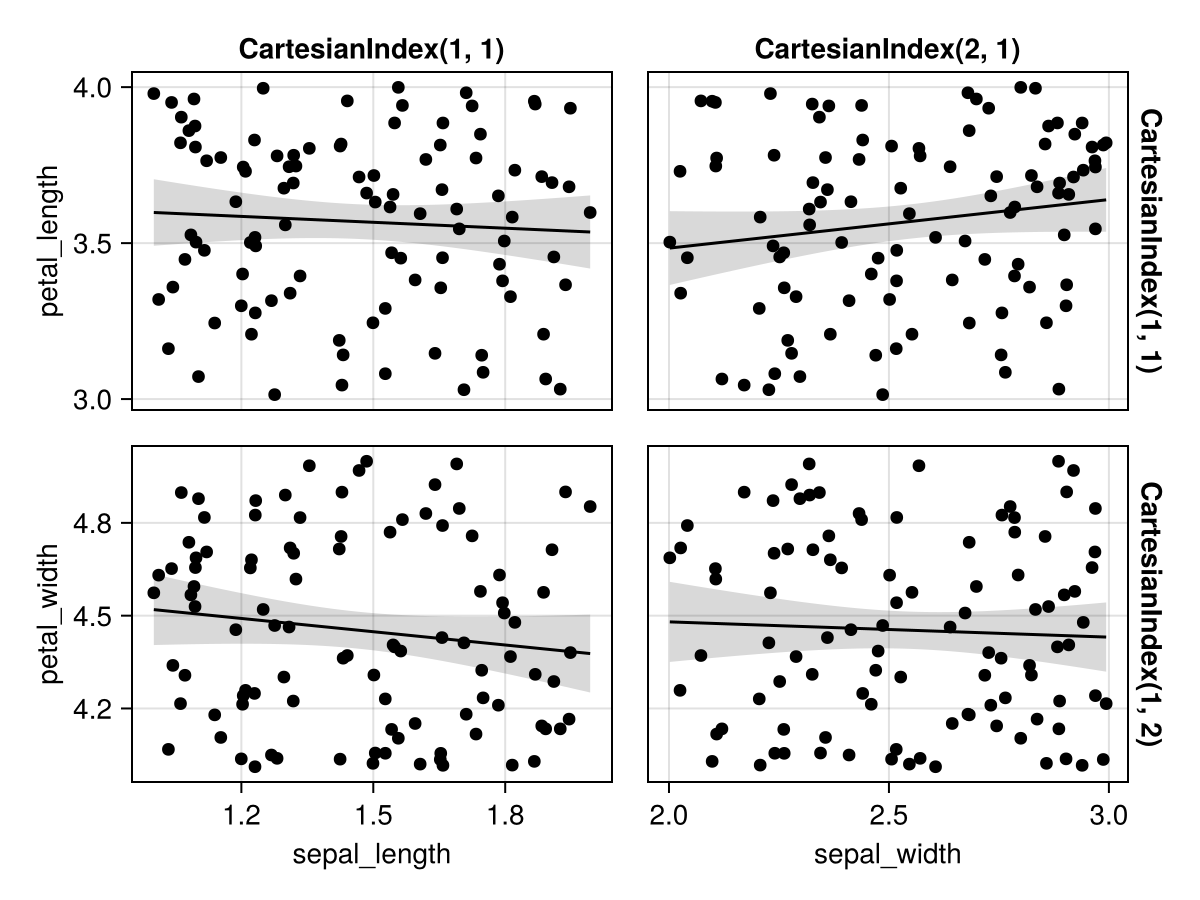 CartesianIndex(1, 1)
CartesianIndex(2, 1)
4.0
3.5
3.0
petal_length
CartesianIndex(1, 1)
4.8
4.5
4.2
petal_width
CartesianIndex(1, 2)
1.2
1.5
1.8
2.0
2.5
3.0
sepal_length
sepal_width